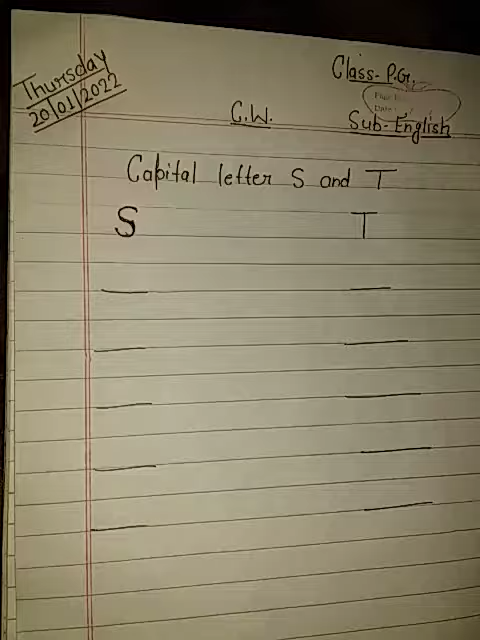 Thursday
20/01/2022
Class- P.G.
C.W.
Sub- English
Capital letter S and T
S T